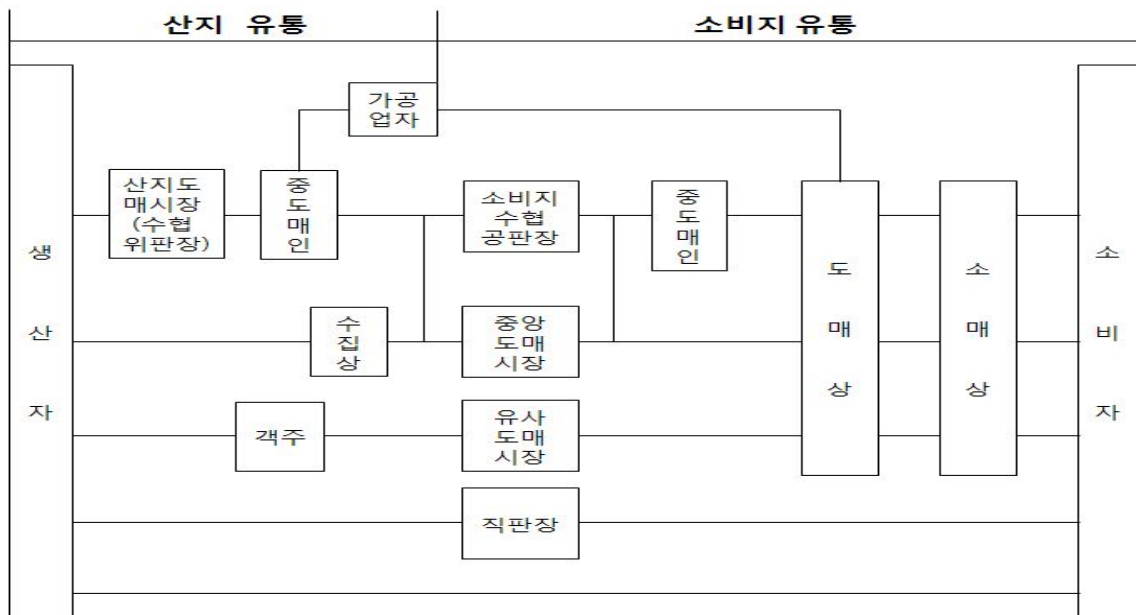 산지 유통
소비지 유통
가공
업자
산지도
매시장
(수협
위판장)
중
도
매
인
소비지
수협
공판장
중
도
매
인
생
산
자
수
집
상
중앙
도매
시장
도
매
상
소
매
상
소
비
자
객주
유사
도매
시장
직판장